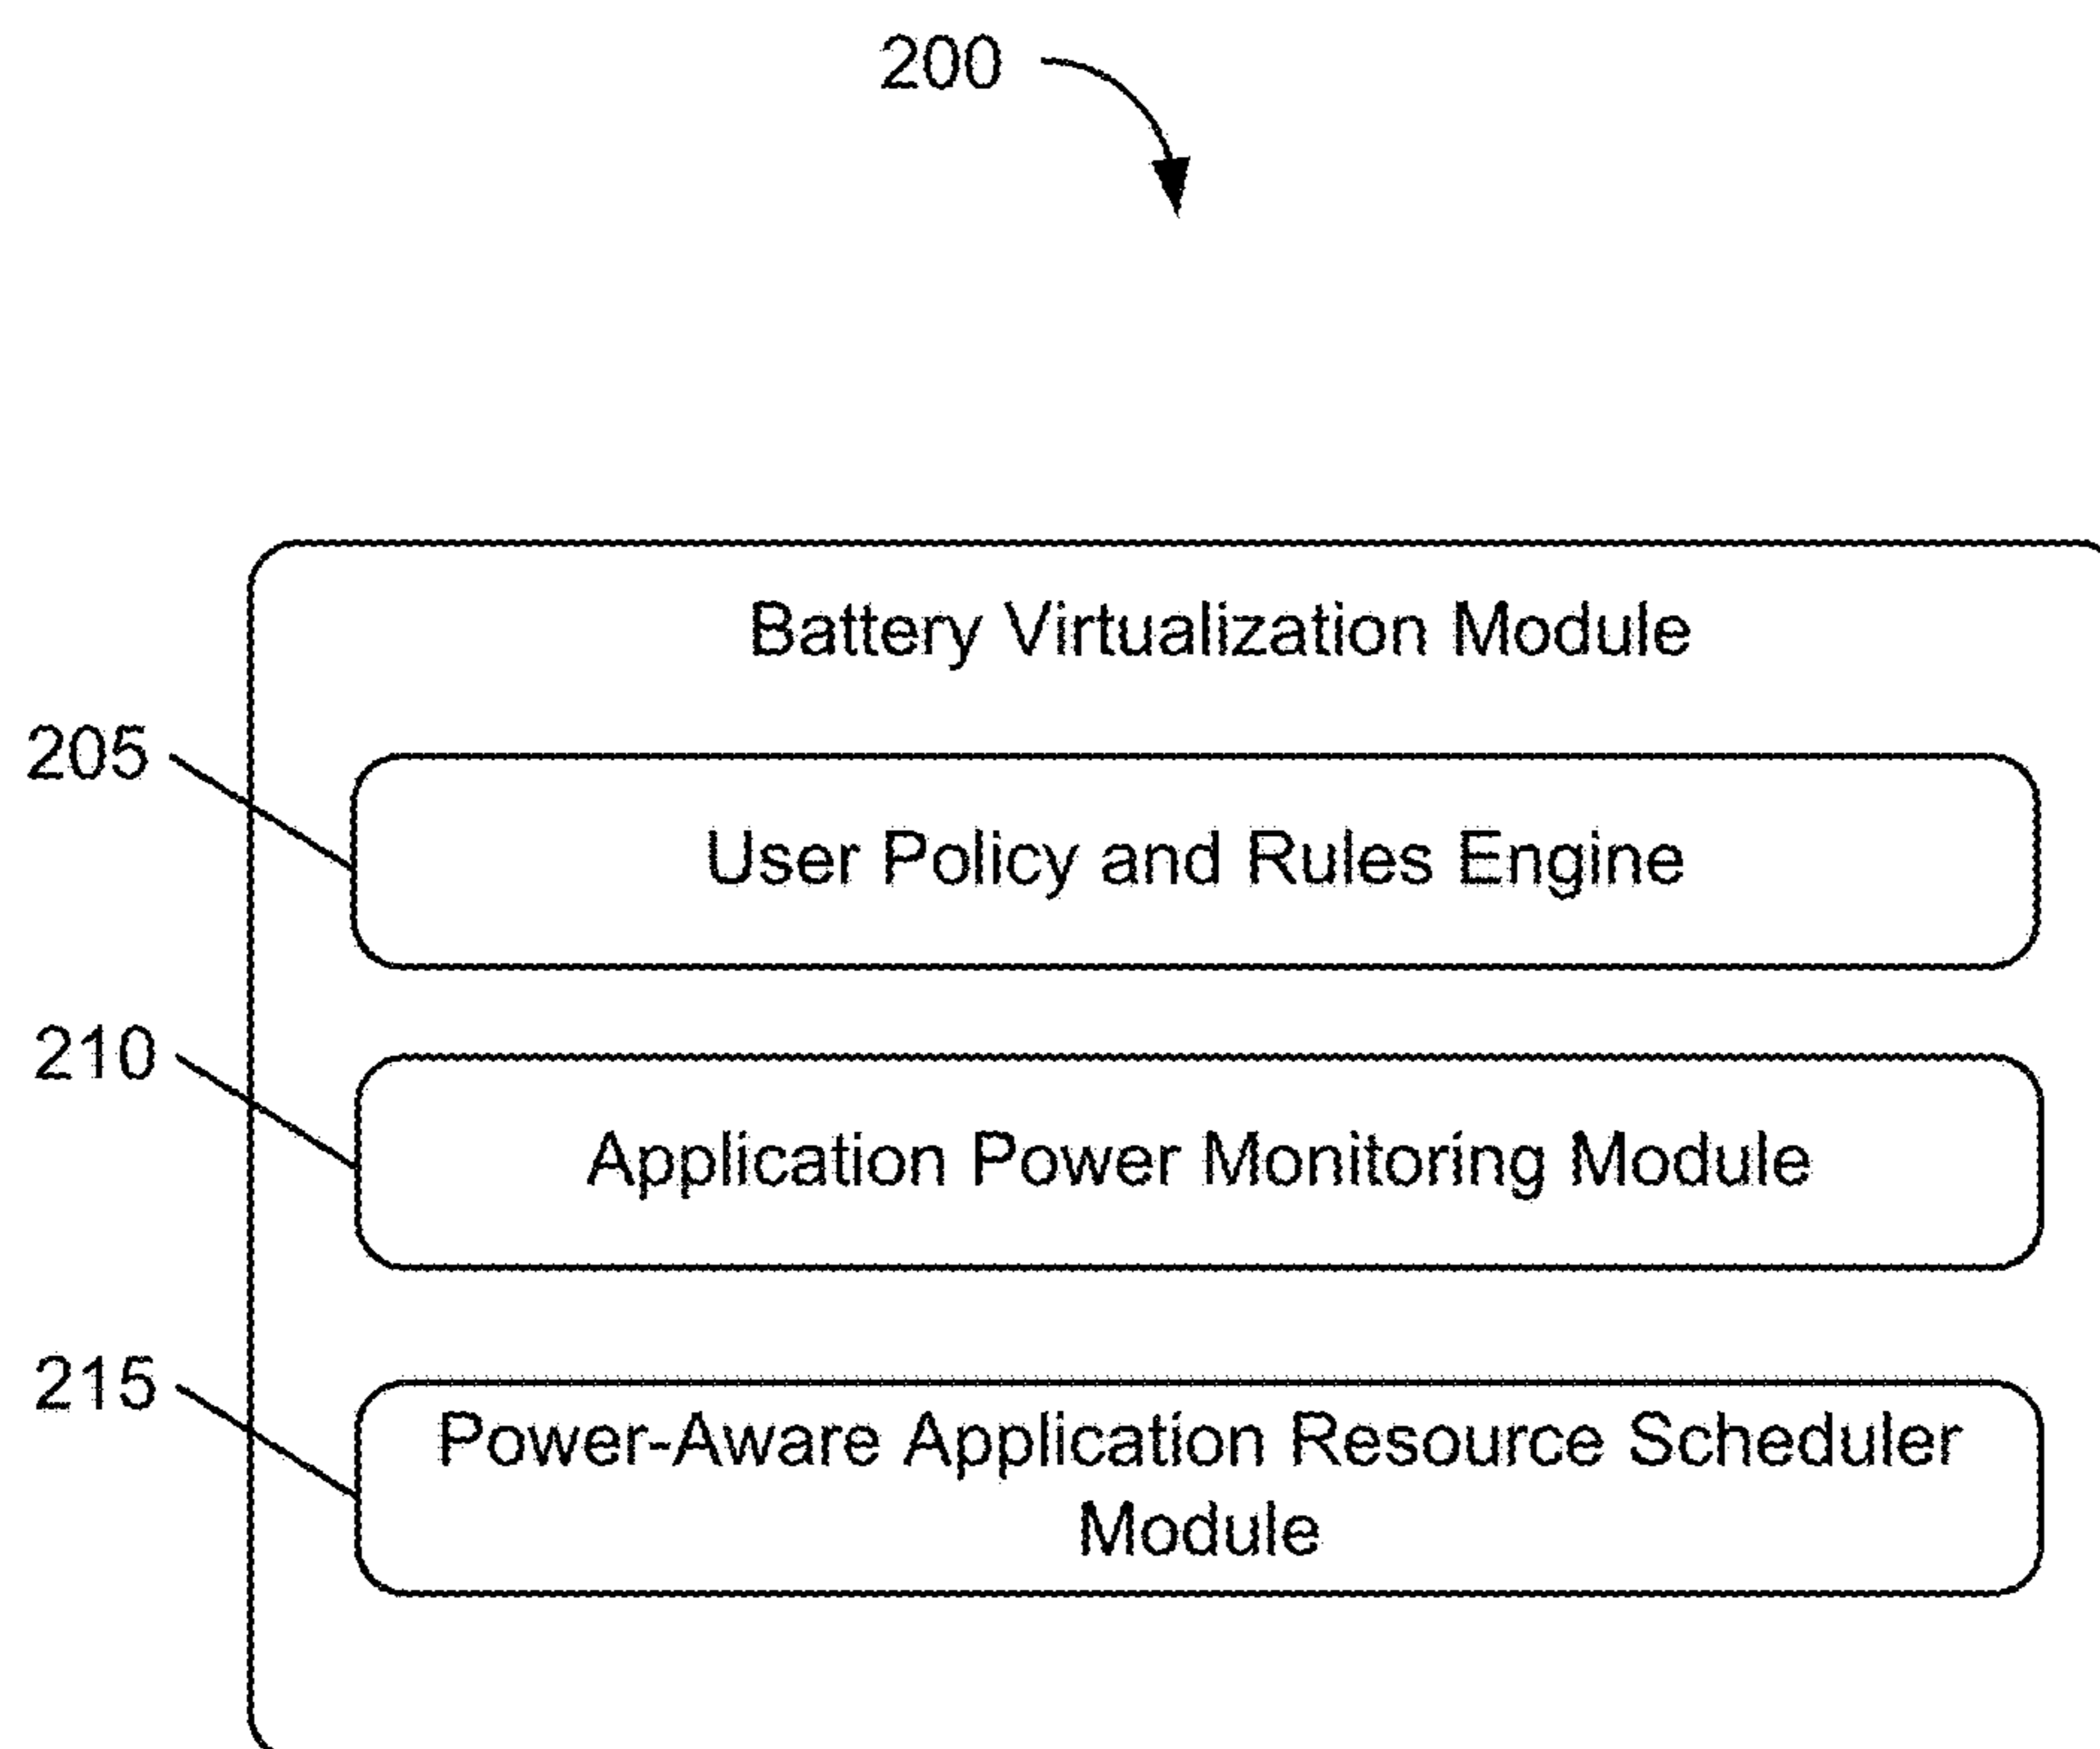 200
Battery Virtualization Module
205
User Policy and Rules Engine
210
Application Power Monitoring Module
215
Power-Aware Application Resource Scheduler
Module